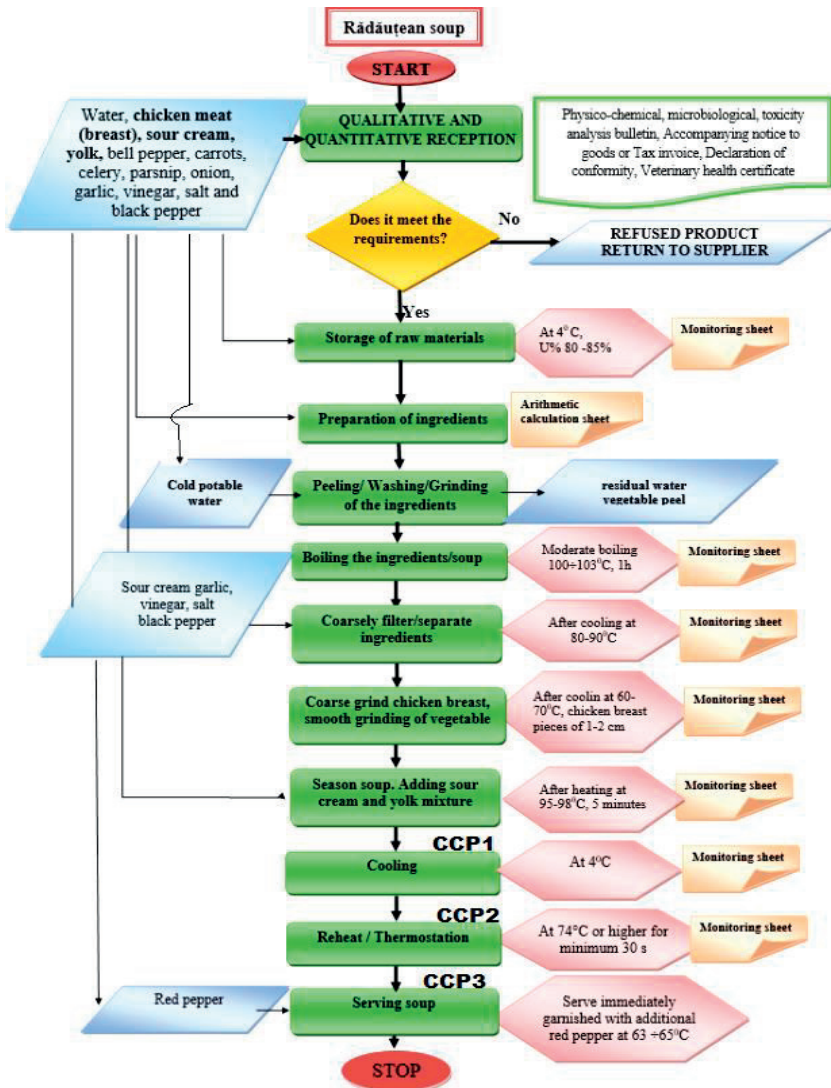 Rădăuțean soup
START
Water, chicken meat
(breast), sour cream,
yolk, bell pepper, carrots,
celery, parsnip, onion,
garlic, vinegar, salt and
black pepper
QUALITATIVE AND
QUANTITATIVE RECEPTION
Physico-chemical, microbiological, toxicity
analysis bulletin, Accompanying notice to
goods or Tax invoice, Declaration of
conformity, Veterinary health certificate
Does it meet the
requirements?
No
REFUSED PRODUCT
RETURN TO SUPPLIER
Yes
Storage of raw materials
At 4°C,
U% 80 -85%
Monitoring sheet
Preparation of ingredients
Arithmetic
calculation sheet
Cold potable
water
Peeling/ Washing/Grinding
of the ingredients
residual water
vegetable peel
Boiling the ingredients/soup
Moderate boiling
100÷103°C, 1h
Monitoring sheet
Sour cream garlic,
vinegar, salt
black pepper
Coarsely filter/separate
ingredients
After cooling at
80-90°C
Monitoring sheet
Coarse grind chicken breast,
smooth grinding of vegetable
After coolin at 60-
70°C, chicken breast
pieces of 1-2 cm
Monitoring sheet
Season soup. Adding sour
cream and yolk mixture
After heating at
95-98°C, 5 minutes
Monitoring sheet
CCP1
Cooling
At 4°C
Monitoring sheet
CCP2
Reheat / Thermostation
At 74°C or higher for
minimum 30 s
Monitoring sheet
CCP3
Red pepper
Serving soup
Serve immediately
garnished with additional
red pepper at 63 ÷65°C
STOP